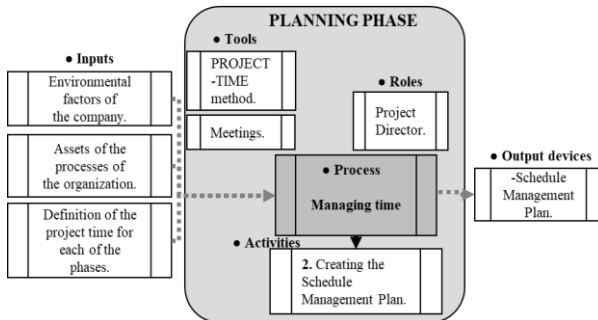 PLANNING PHASE
● Inputs
Environmental
factors of
the company.
Assets of the
processes of
the organization.
Definition of the
project time for
each of the
phases.
● Tools
PROJECT
-TIME
method.
Meetings.
● Roles
Project
Director.
● Process
Managing time
● Activities
2. Creating the
Schedule
Management Plan.
● Output devices
-Schedule
Management
Plan.